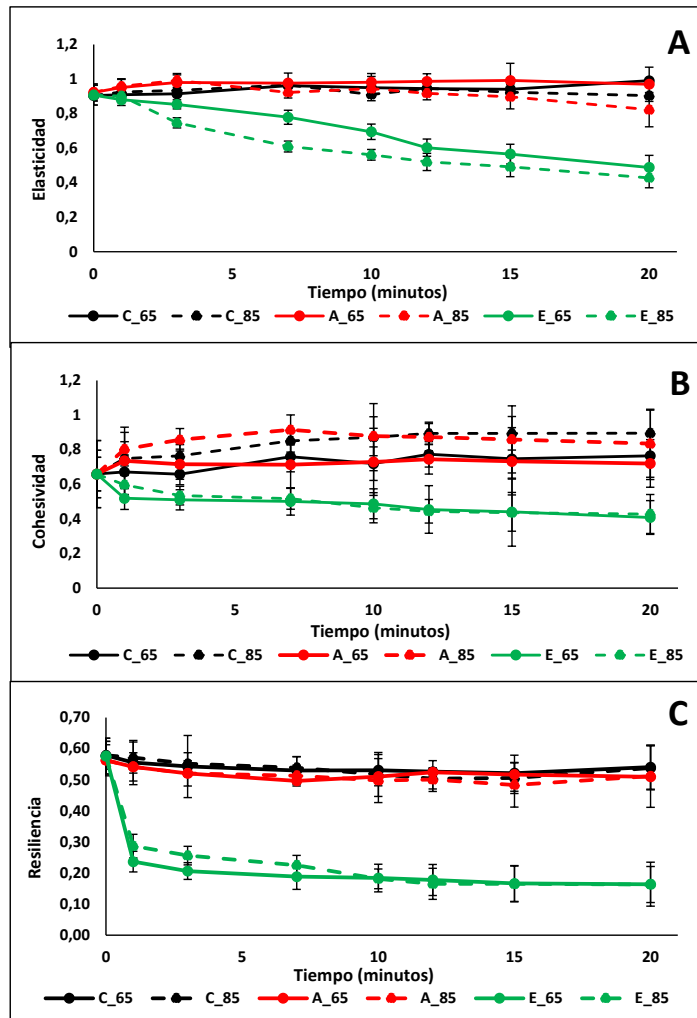 A
1,2
1
0,8
0,6
0,4
0,2
0
Elasticidad
0 5 10 15 20
Tiempo (minutos)
C_65 C_85 A_65 A_85 E_65 E_85
B
1,2
1
0,8
0,6
0,4
0,2
0
Cohesividad
0 5 10 15 20
Tiempo (minutos)
C_65 C_85 A_65 A_85 E_65 E_85
C
0,70
0,60
0,50
0,40
0,30
0,20
0,10
0,00
Resiliencia
0 5 10 15 20
Tiempo (minutos)
C_65 C_85 A_65 A_85 E_65 E_85